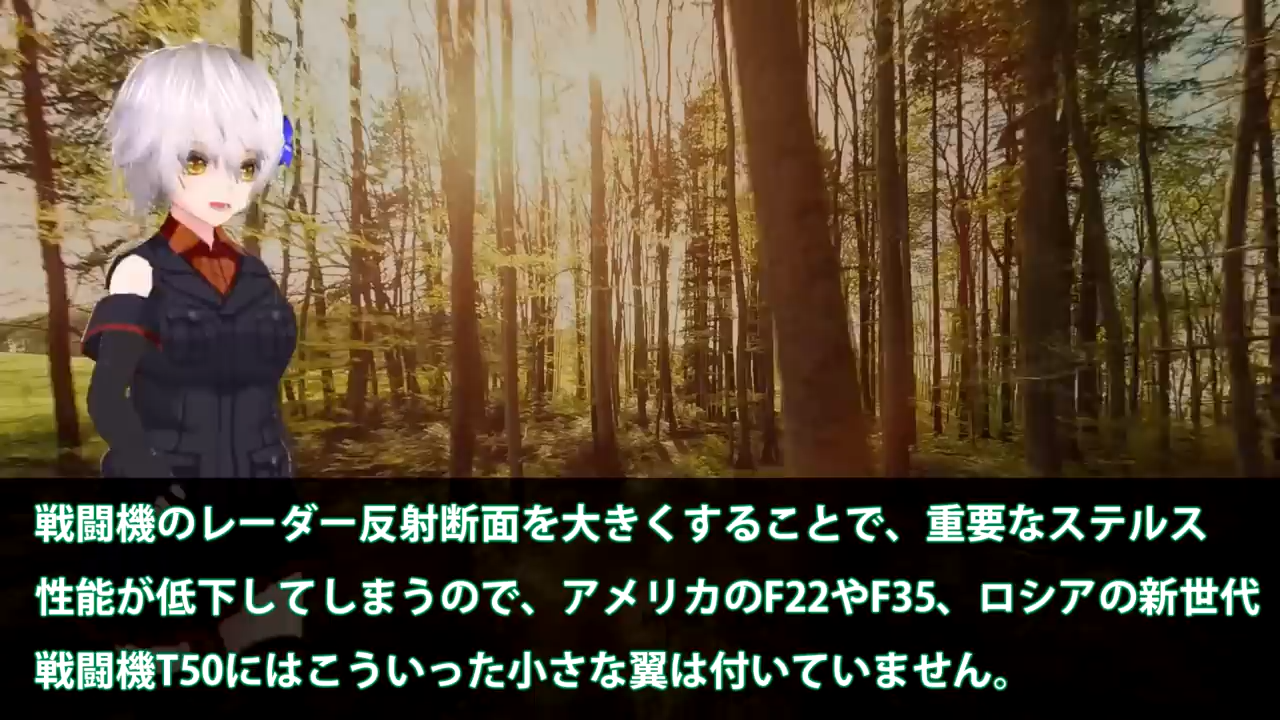 戦闘機のレーダー反射断面を大きくすることで、重要なステルス
性能が低下してしまうので、アメリカのF22やF35、ロシアの新世代
戦闘機T50にはこういった小さな翼は付いていません。